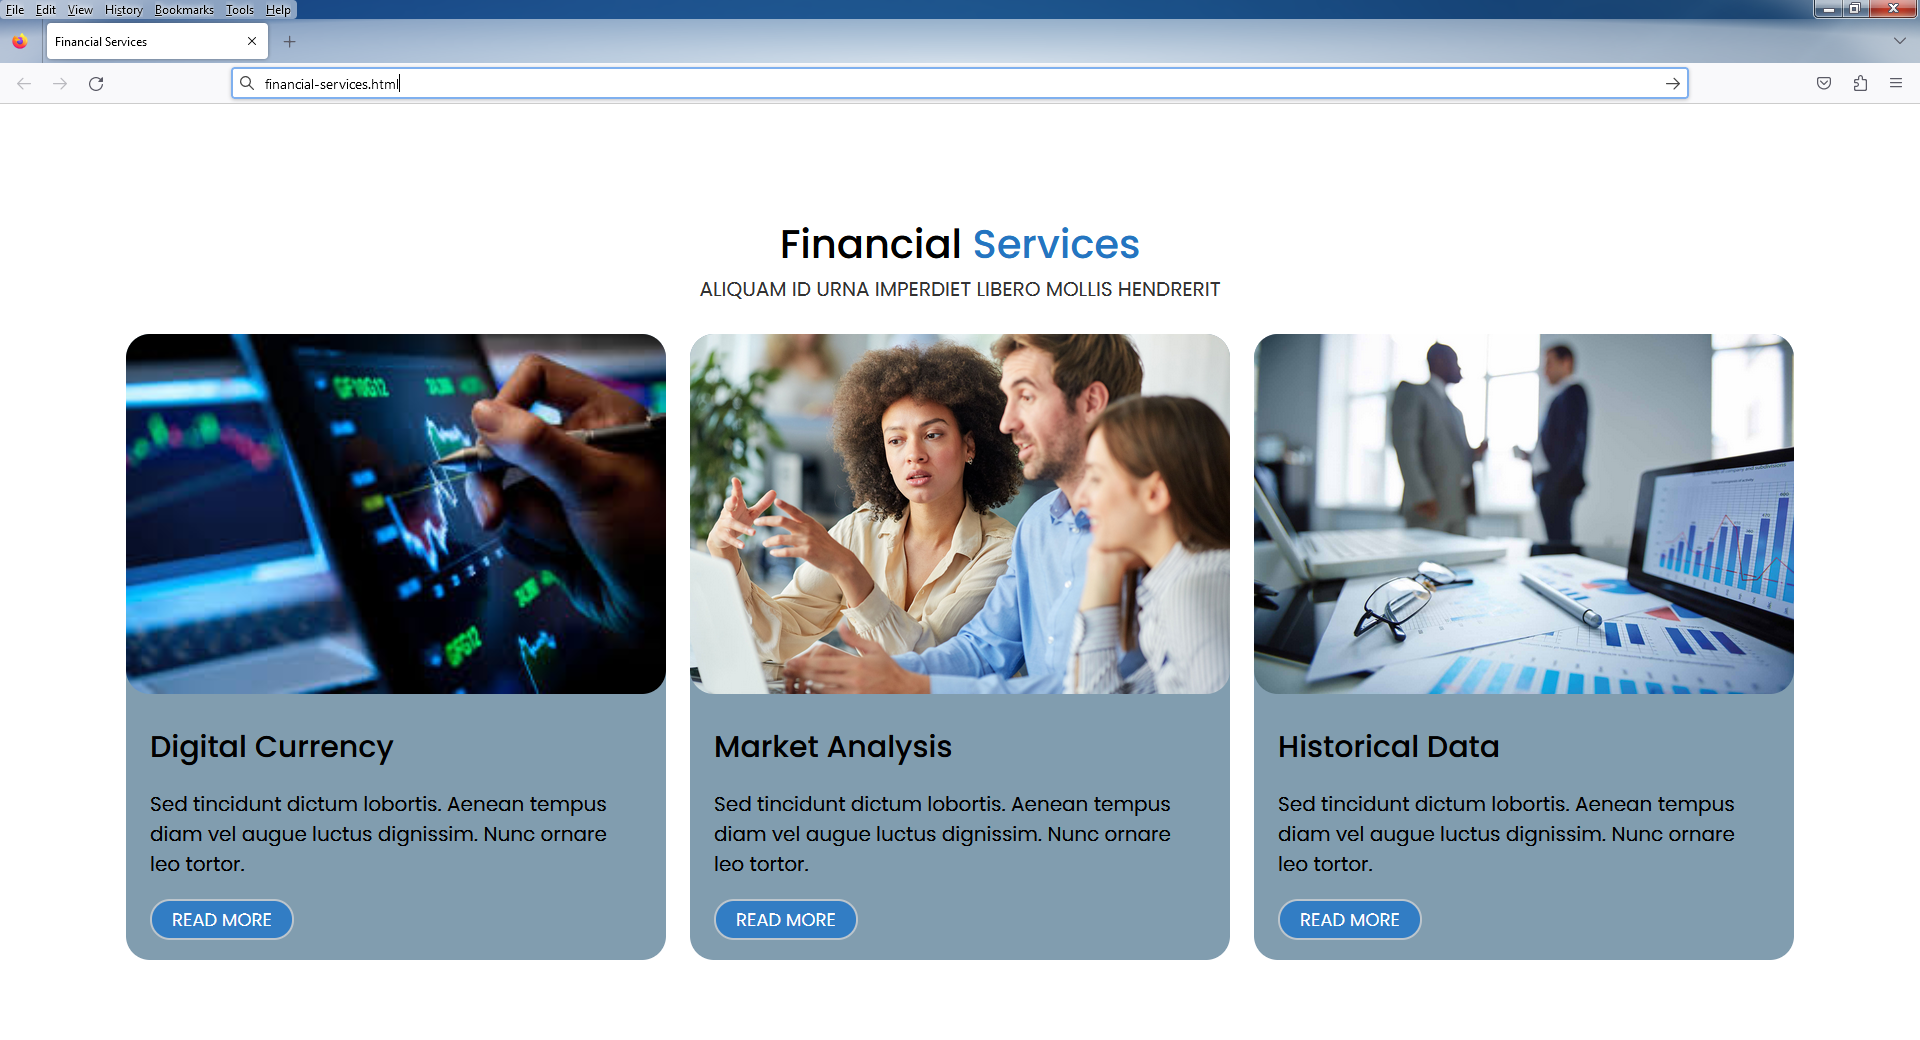 File Edit View History Bookmarks Tools Help
Financial Services
financial-services.html
Financial Services
ALIQUAM ID URNA IMPERDIET LIBERO MOLLIS HENDRERIT
GF10G12
Digital Currency
Sed tincidunt dictum lobortis. Aenean tempus
diam vel augue luctus dignissim. Nunc ornare
leo tortor.
READ MORE
Market Analysis
Sed tincidunt dictum lobortis. Aenean tempus
diam vel augue luctus dignissim. Nunc ornare
leo tortor.
READ MORE
Historical Data
Sed tincidunt dictum lobortis. Aenean tempus
diam vel augue luctus dignissim. Nunc ornare
leo tortor.
READ MORE